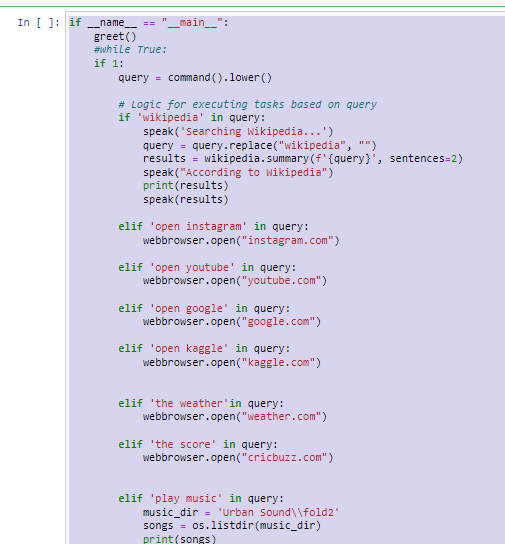 In [ ]: if __name__ == "__main__":
greet()
#while True:
if 1:
query = command().lower()
# Logic for executing tasks based on query
if 'wikipedia' in query:
speak('Searching Wikipedia...')
query = query.replace("wikipedia", "")
results = wikipedia.summary(f'{query}', sentences=2)
speak("According to Wikipedia")
print(results)
speak(results)
elif 'open instagram' in query:
webbrowser.open("instagram.com")
elif 'open youtube' in query:
webbrowser.open("youtube.com")
elif 'open google' in query:
webbrowser.open("google.com")
elif 'open kaggle' in query:
webbrowser.open("kaggle.com")
elif 'the weather'in query:
webbrowser.open("weather.com")
elif 'the score' in query:
webbrowser.open("cricbuzz.com")
elif 'play music' in query:
music_dir = 'Urban Sound\\fold2'
songs = os.listdir(music_dir)
print(songs)